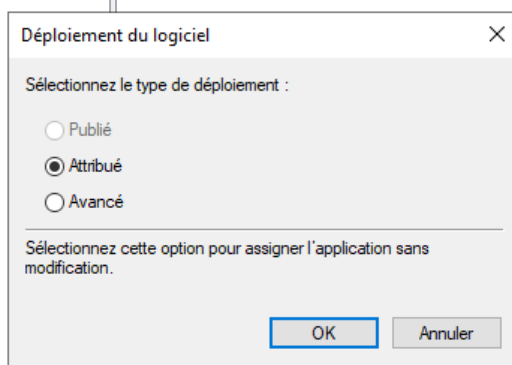 Déploiement du logiciel
Sélectionnez le type de déploiement :
Publié
Attribué
Avancé
Sélectionnez cette option pour assigner l'application sans
modification.
OK
Annuler